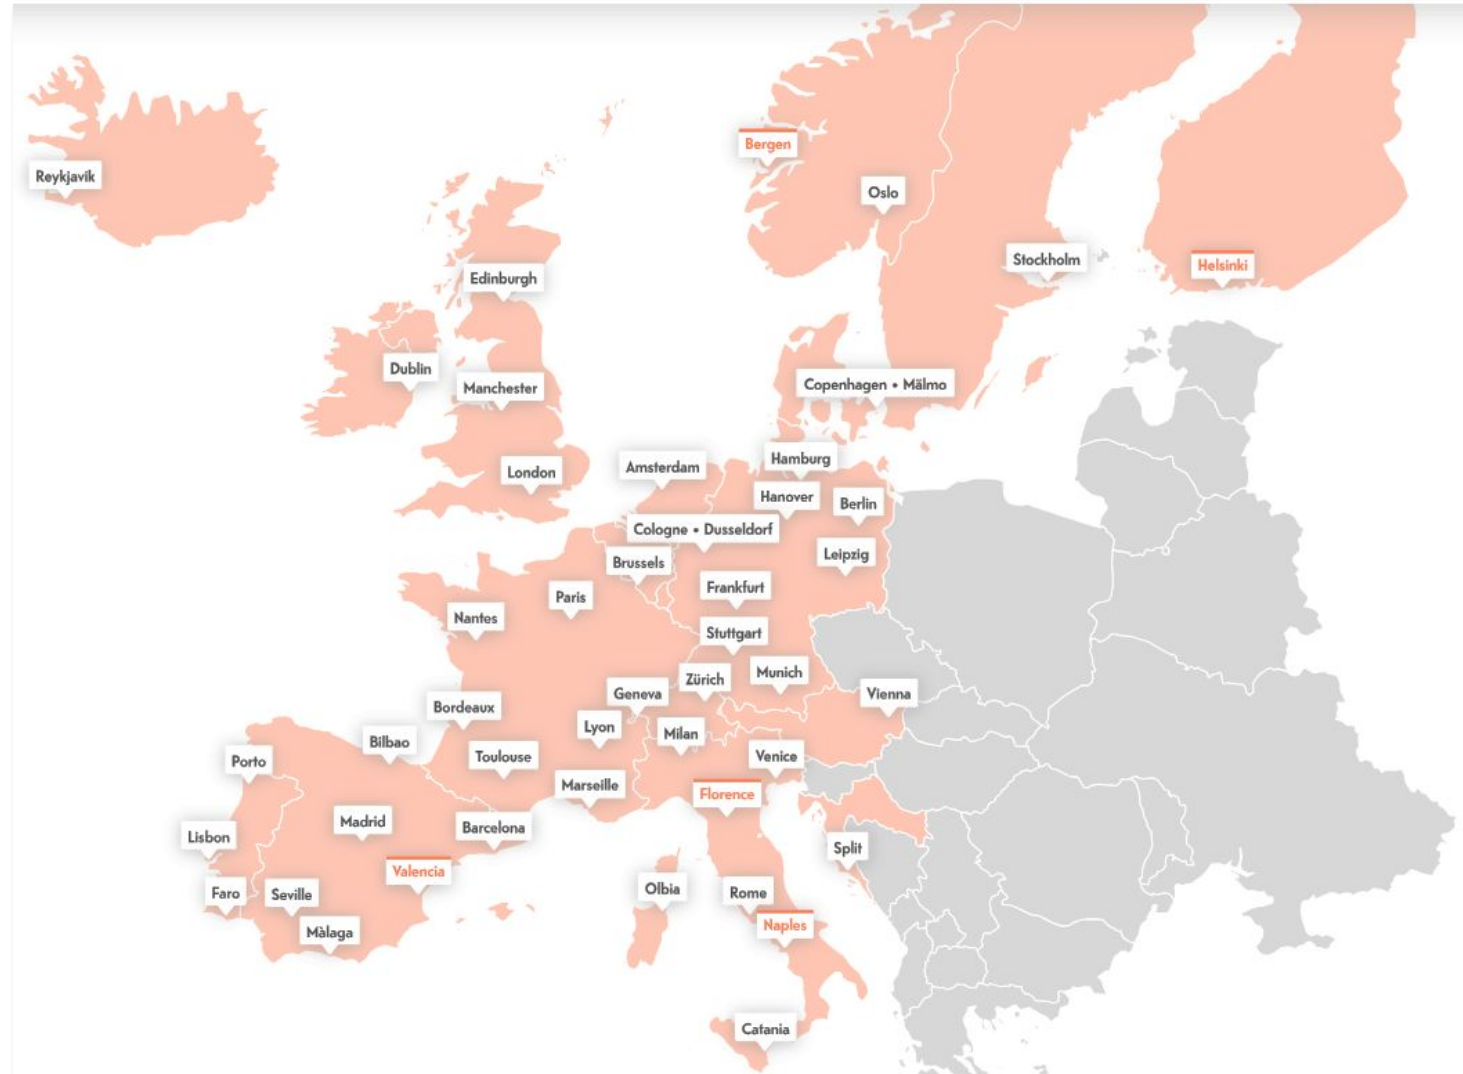 Bergen
Reykjavik
Oslo
Stockholm
Helsinki
Edinburgh
Dublin
Manchester
Copenhagen • Mälmo
London
Amsterdam
Hamburg
Hanover
Berlin
Cologne • Dusseldorf
Leipzig
Brussels
Frankfurt
Paris
Nantes
Stuttgart
Munich
Zürich
Geneva
Vienna
Bordeaux
Lyon
Milan
Bilbao
Toulouse
Venice
Porto
Marseille
Florence
Madrid
Barcelona
Lisbon
Split
Valencia
Olbia
Rome
Faro
Seville
Naples
Màlaga
Catania